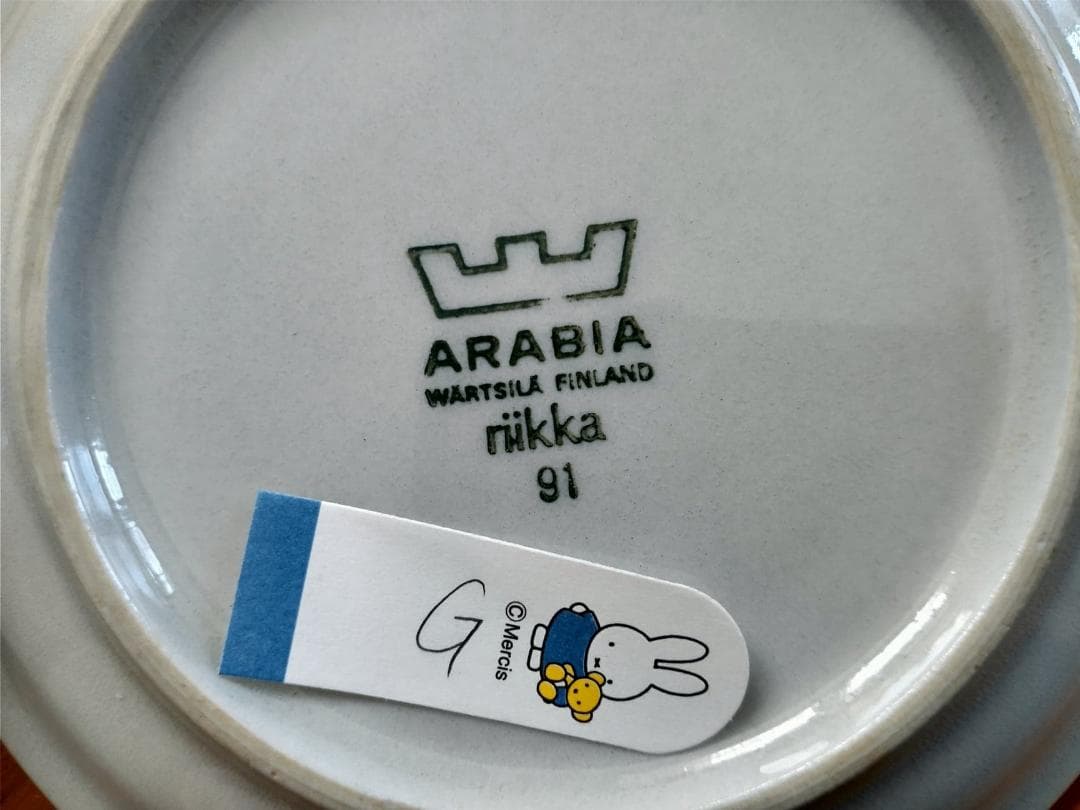 ARABIA
WÄRTSILÄ FINLAND
riikka
91
G
©Mercis